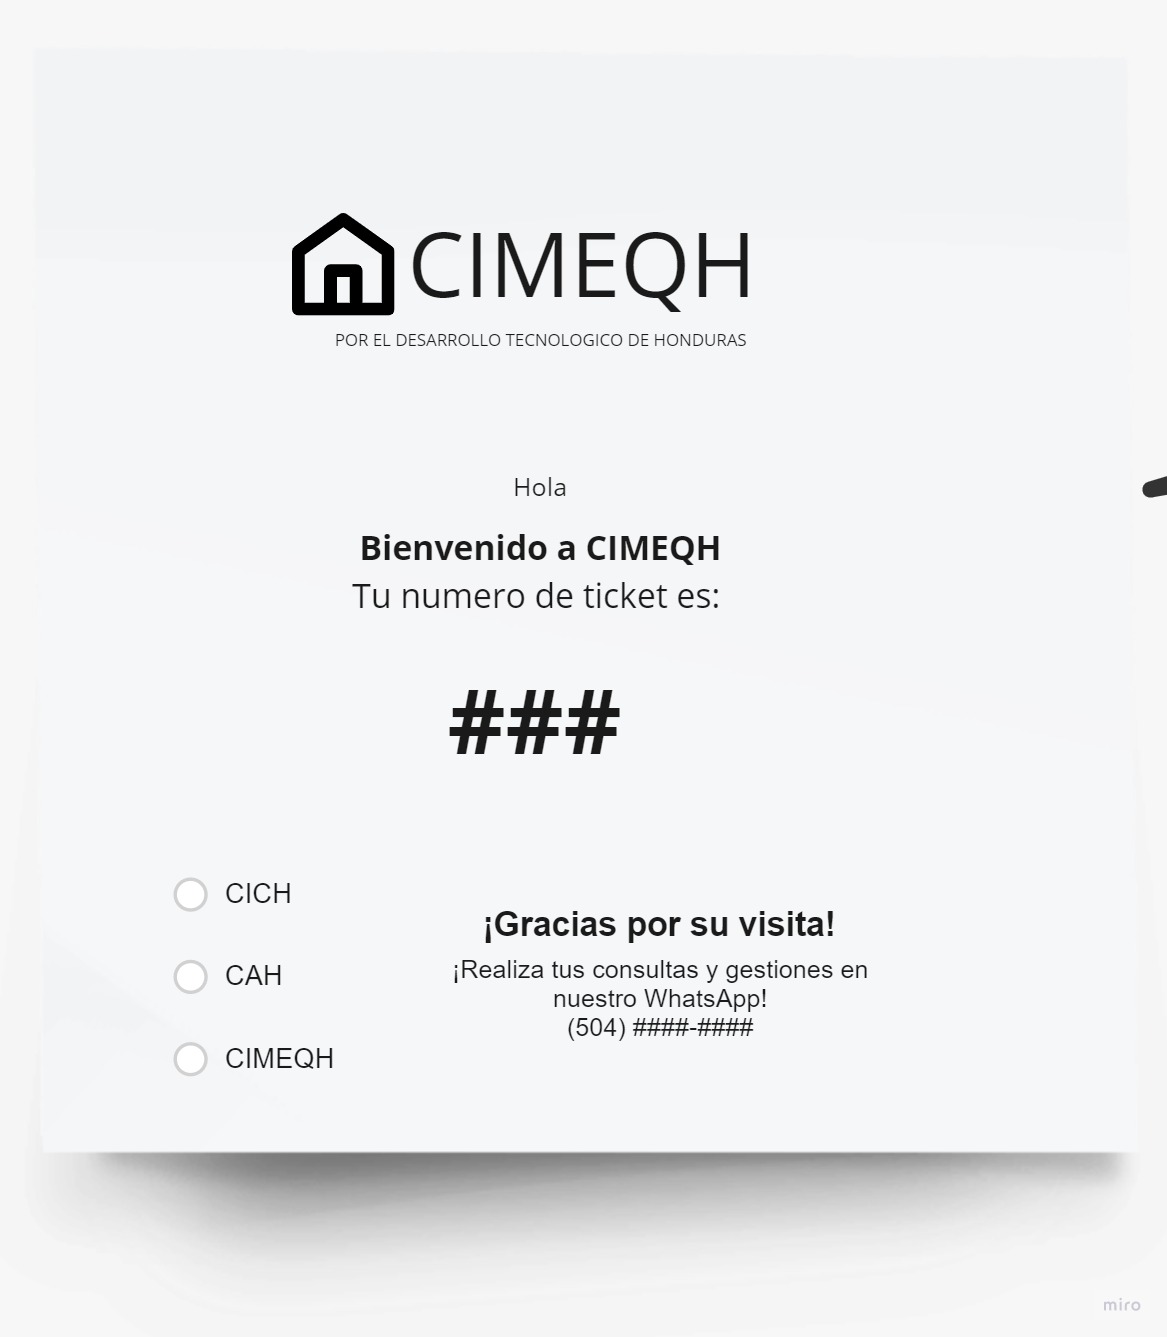 CIMEQH
POR EL DESARROLLO TECNOLOGICO DE HONDURAS
Hola
Bienvenido a CIMEQH
Tu numero de ticket es:
###
CICH
CAH
CIMEQH
¡Gracias por su visita!
¡Realiza tus consultas y gestiones en
nuestro WhatsApp!
(504) ####-####
miro